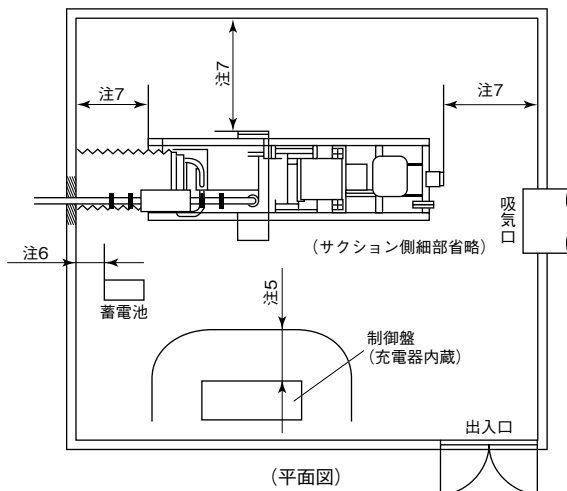 注7
注7
注7
吸気口
(サクション側細部省略)
注6
蓄電池
注5
制御盤
(充電器内蔵)
出入口
(平面図)